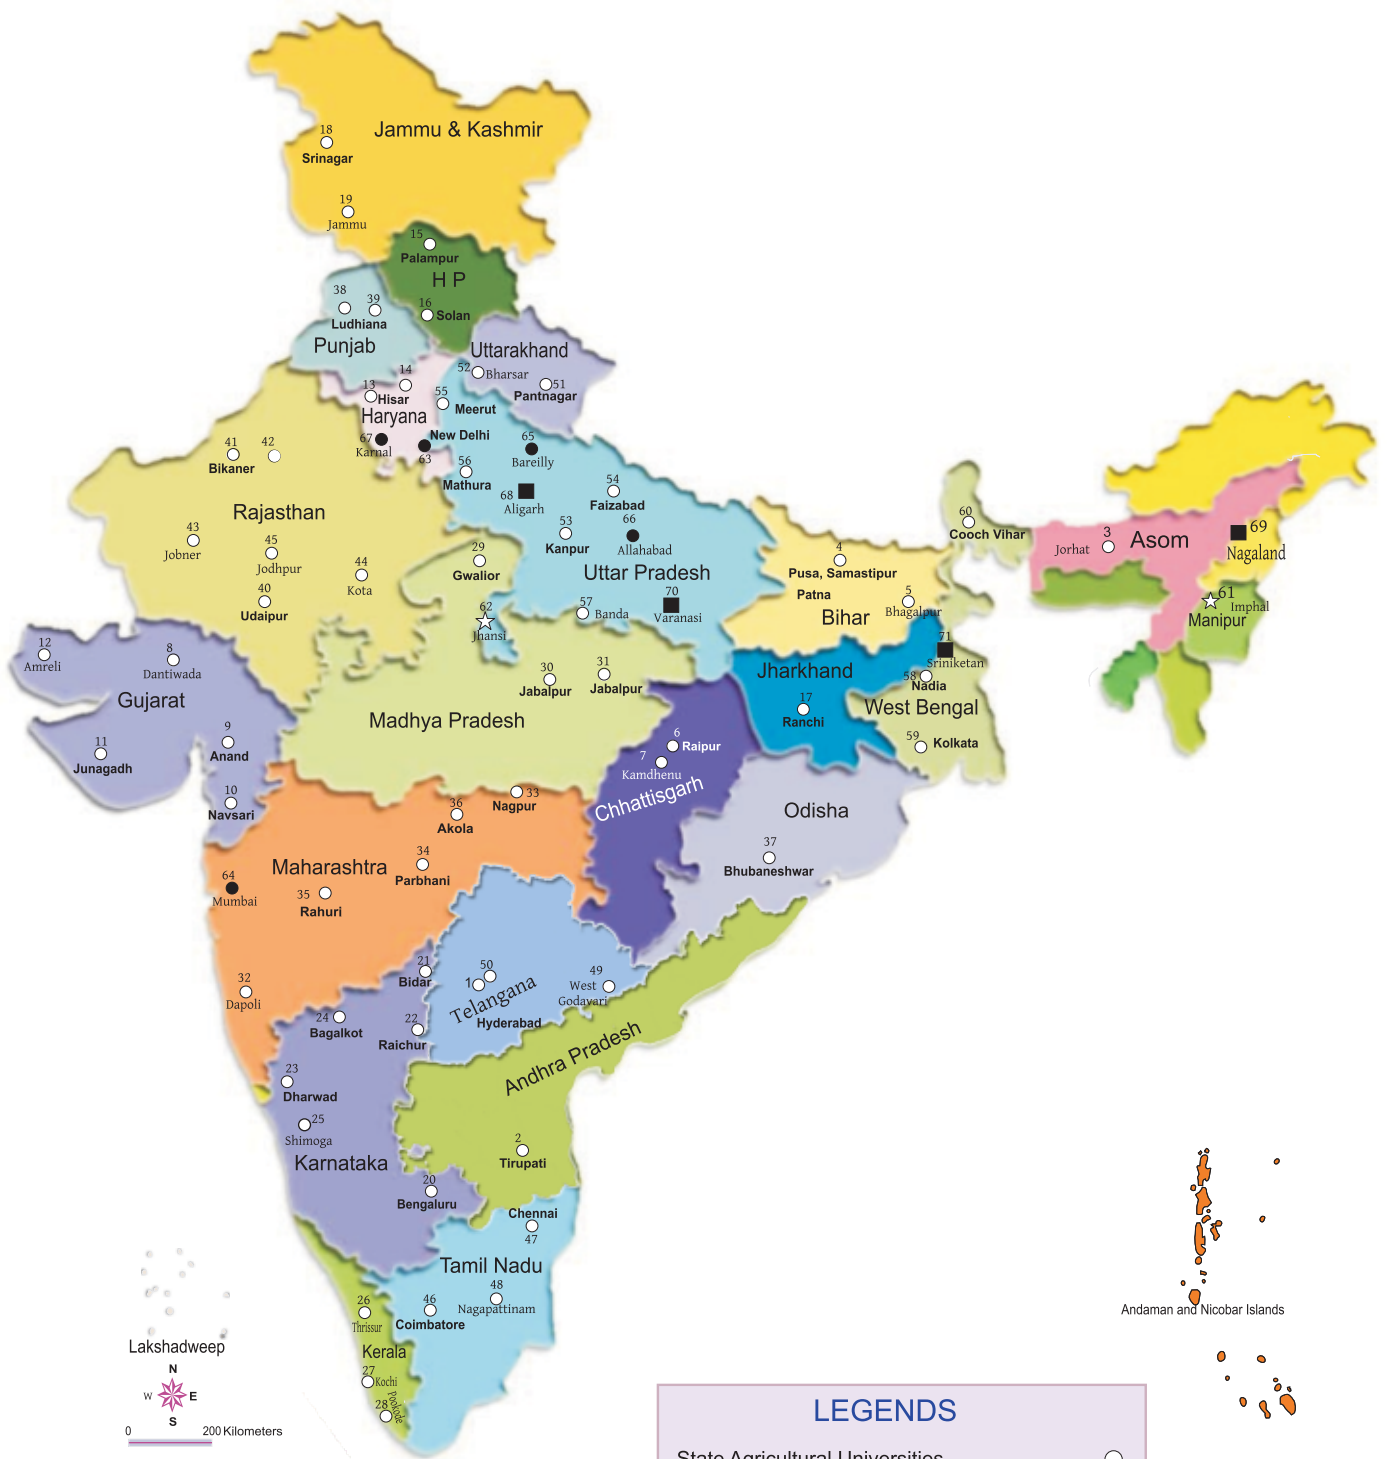 18
Srinagar
Jammu & Kashmir
19
Jammu
15
Palampur
H P
16
Solan
38
39
Ludhiana
Punjab
Uttarakhand
52
Bharsar
51
Pantnagar
14
13
Hisar
Haryana
55
Meerut
67
Karnal
New Delhi
63
65
Bareilly
41
Bikaner
42
56
Mathura
68
Aligarh
54
Faizabad
53
Kanpur
66
Allahabad
Uttar Pradesh
Rajasthan
43
Jobner
45
Jodhpur
44
Kota
40
Udaipur
29
Gwalior
62
Jhansi
57
Banda
70
Varanasi
4
Pusa, Samastipur
Patna
5
Bhagalpur
Bihar
60
Cooch Vihar
3
Jorhat
Asom
69
Nagaland
61
Imphal
Manipur
12
Amreli
8
Dantiwada
Gujarat
9
Anand
11
Junagadh
10
Navsari
30
Jabalpur
31
Jabalpur
Madhya Pradesh
Jharkhand
17
Ranchi
71
Sriniketan
58
Nadia
West Bengal
59
Kolkata
6
Raipur
7
Kamdhenu
Chhattisgarh
Odisha
37
Bhubaneshwar
33
Nagpur
36
Akola
Maharashtra
34
Parbhani
64
Mumbai
35
Rahuri
32
Dapoli
21
Bidar
50
1
Telangana
Hyderabad
49
West
Godavari
24
Bagalkot
22
Raichur
Andhra Pradesh
23
Dharwad
25
Shimoga
Karnataka
2
Tirupati
20
Bengaluru
Chennai
47
Tamil Nadu
48
Nagapattinam
46
Coimbatore
26
Thrissur
Kerala
27
Kochi
28
Pookode
Lakshadweep
N
W
E
S
0
200 Kilometers
Andaman and Nicobar Islands
LEGENDS
State Agricultural Universities